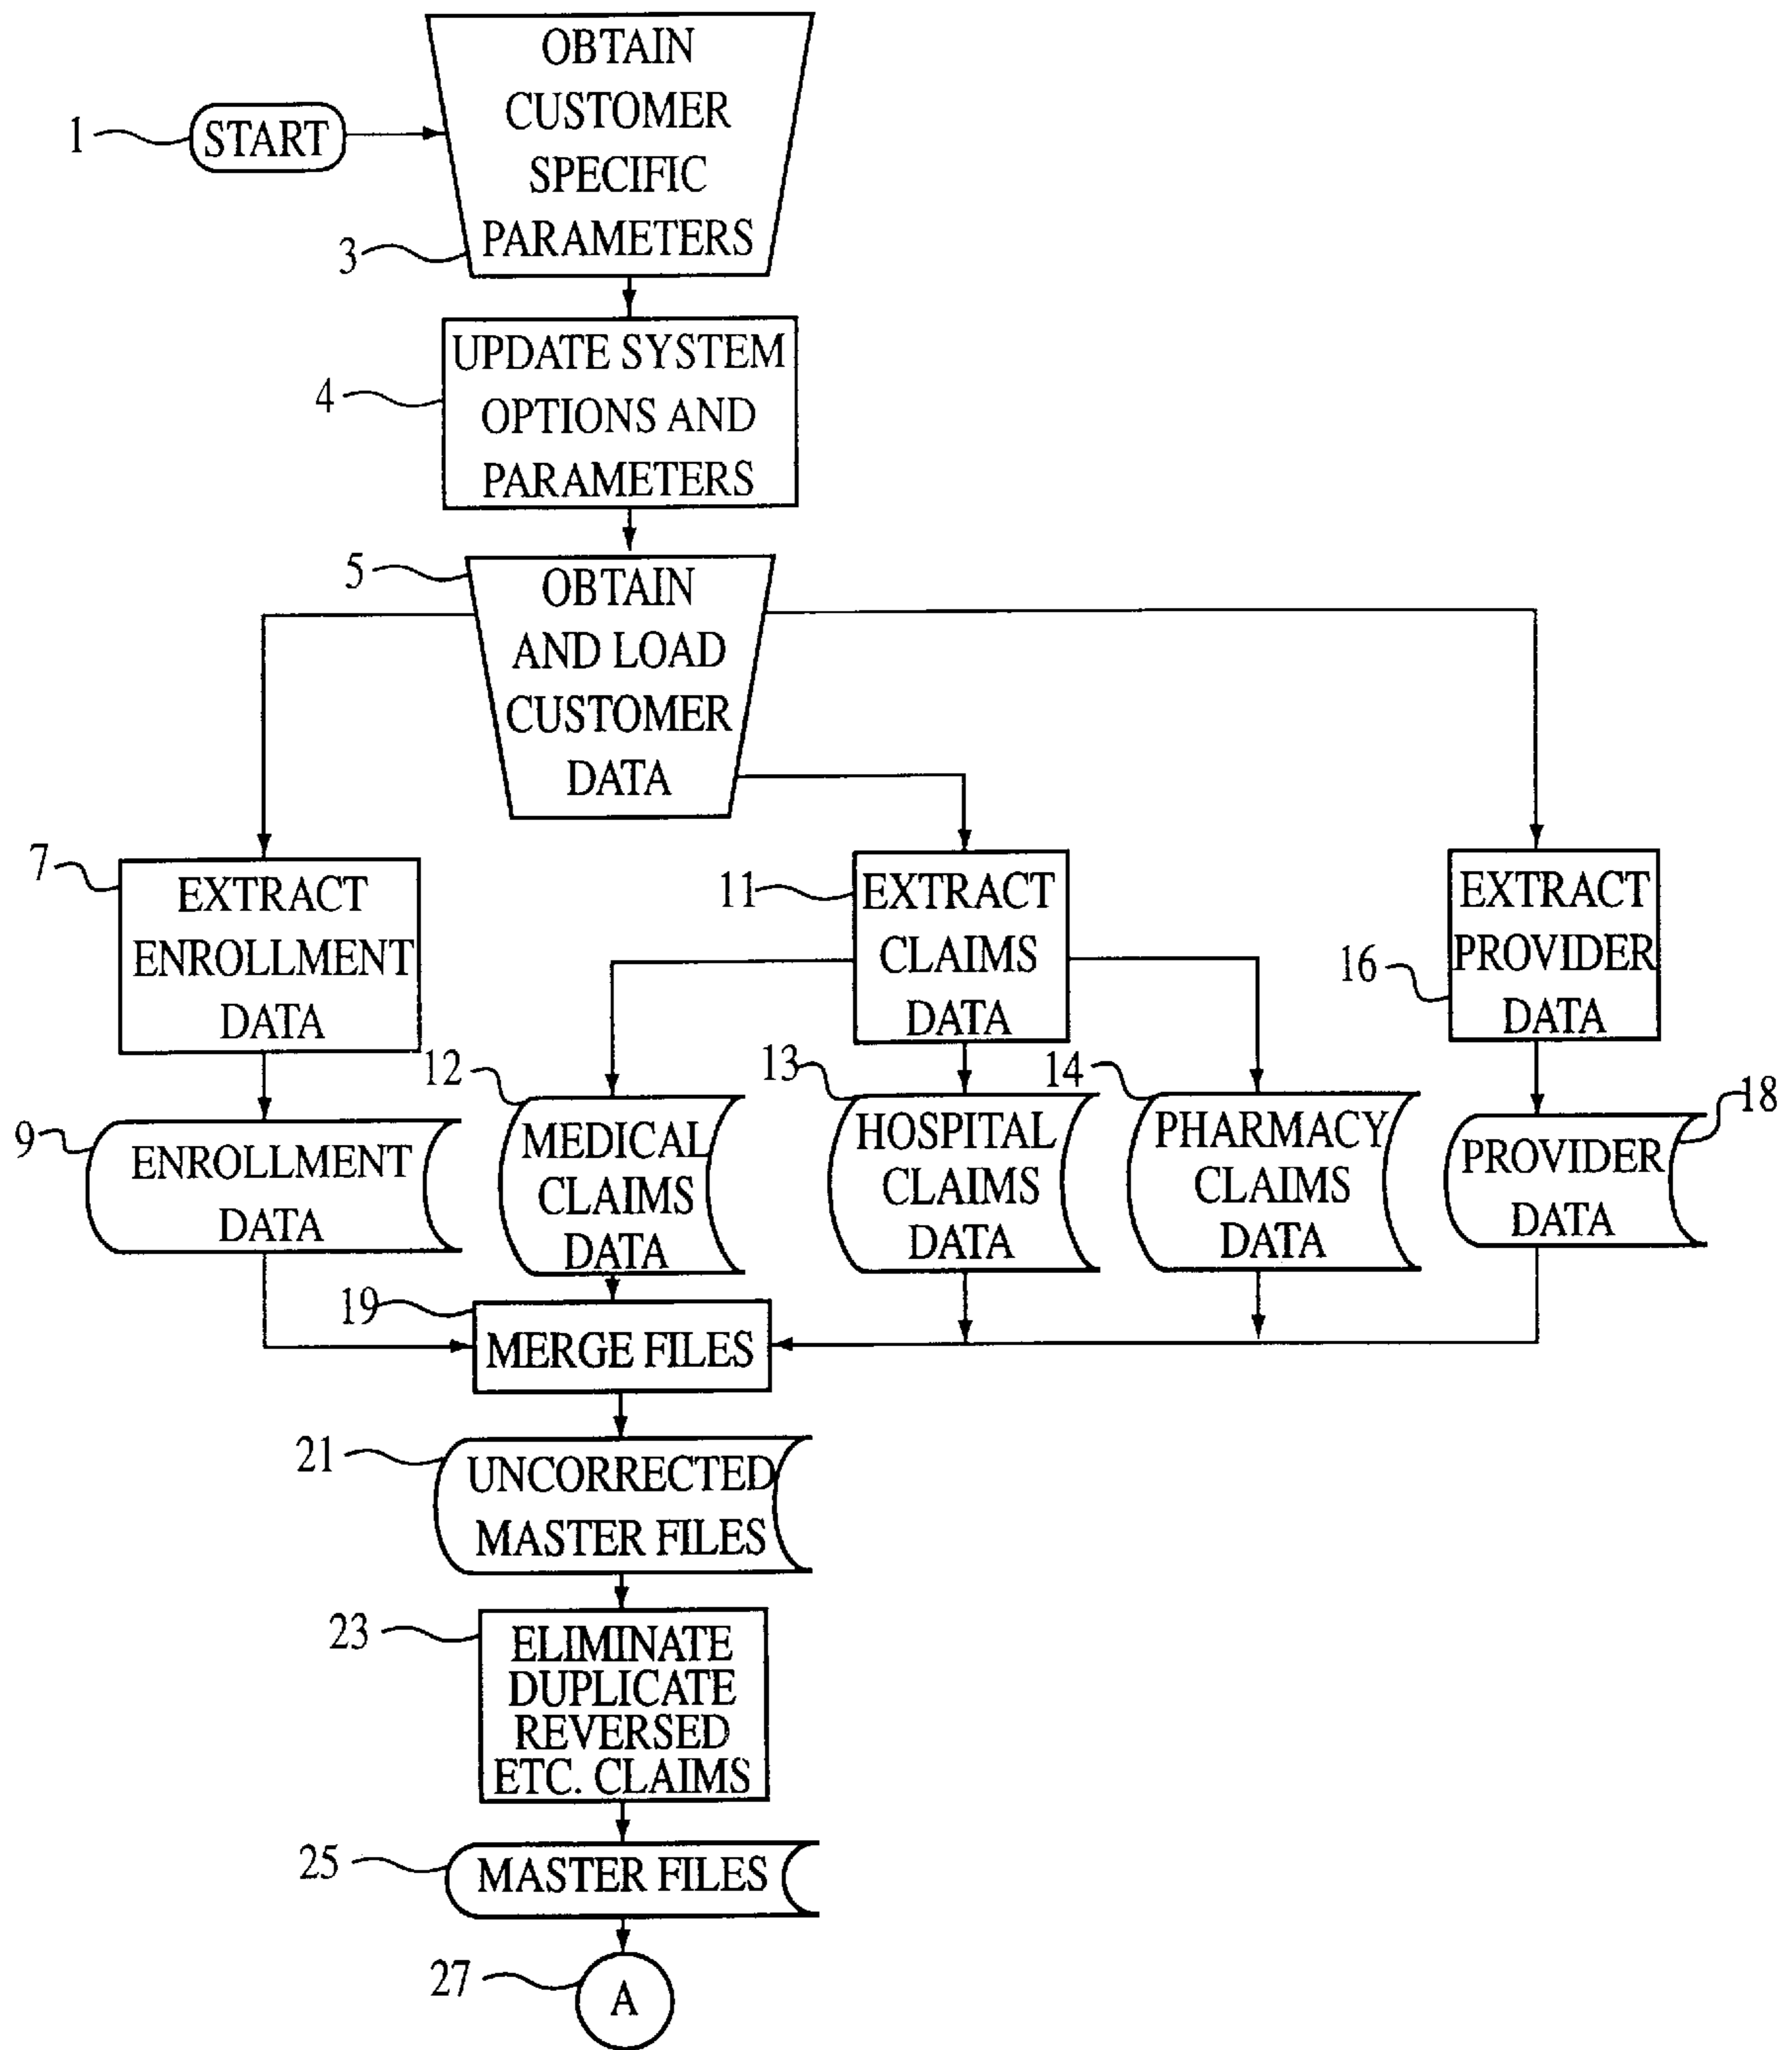 OBTAIN
CUSTOMER
SPECIFIC
PARAMETERS
1
START
3
UPDATE SYSTEM
OPTIONS AND
PARAMETERS
4
5
OBTAIN
AND LOAD
CUSTOMER
DATA
7
EXTRACT
ENROLLMENT
DATA
11
EXTRACT
CLAIMS
DATA
EXTRACT
PROVIDER
DATA
16
9
ENROLLMENT
DATA
12
MEDICAL
CLAIMS
DATA
13
HOSPITAL
CLAIMS
DATA
14
PHARMACY
CLAIMS
DATA
18
PROVIDER
DATA
19
MERGE FILES
21
UNCORRECTED
MASTER FILES
23
ELIMINATE
DUPLICATE
REVERSED
ETC. CLAIMS
25
MASTER FILES
27
A